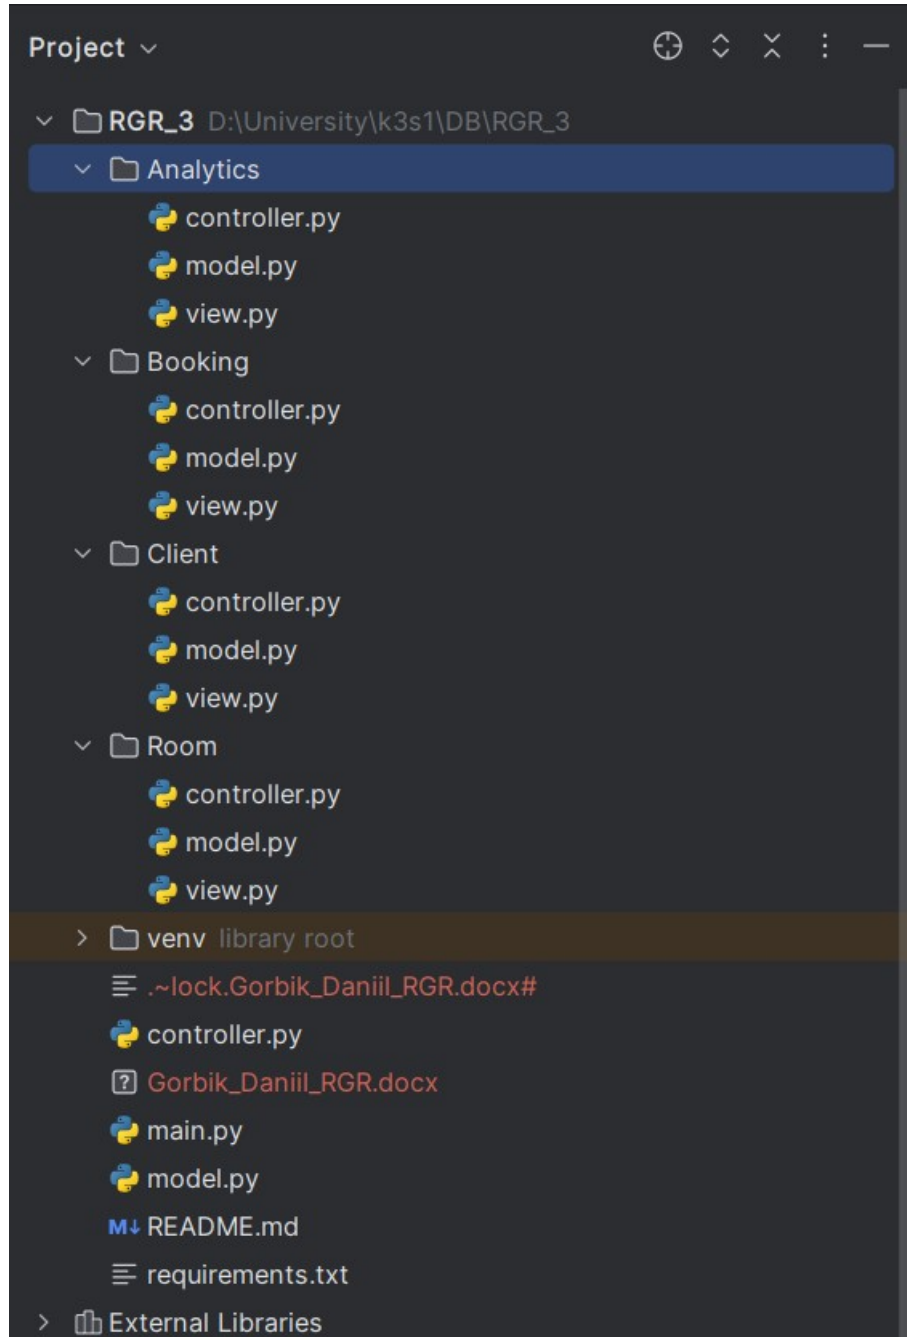 Project
RGR_3 D:\University\k3s1\DB\RGR_3
Analytics
controller.py
model.py
view.py
Booking
controller.py
model.py
view.py
Client
controller.py
model.py
view.py
Room
controller.py
model.py
view.py
venv library root
.~lock.Gorbik_Daniil_RGR.docx#
controller.py
Gorbik_Daniil_RGR.docx
main.py
model.py
M↓ README.md
requirements.txt
External Libraries